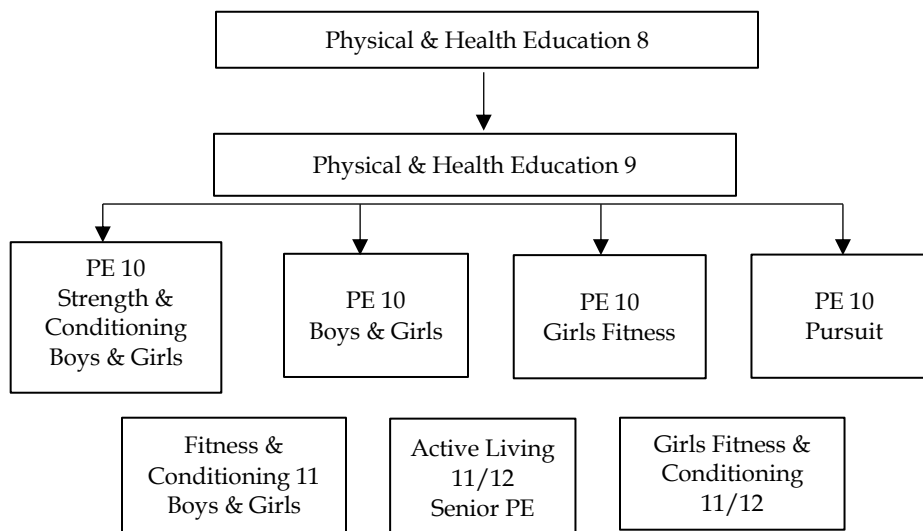 Physical & Health Education 8
Physical & Health Education 9
PE 10
Strength &
Conditioning
Boys & Girls
PE 10
Boys & Girls
PE 10
Girls Fitness
PE 10
Pursuit
Fitness &
Conditioning 11
Boys & Girls
Active Living
11/12
Senior PE
Girls Fitness &
Conditioning
11/12